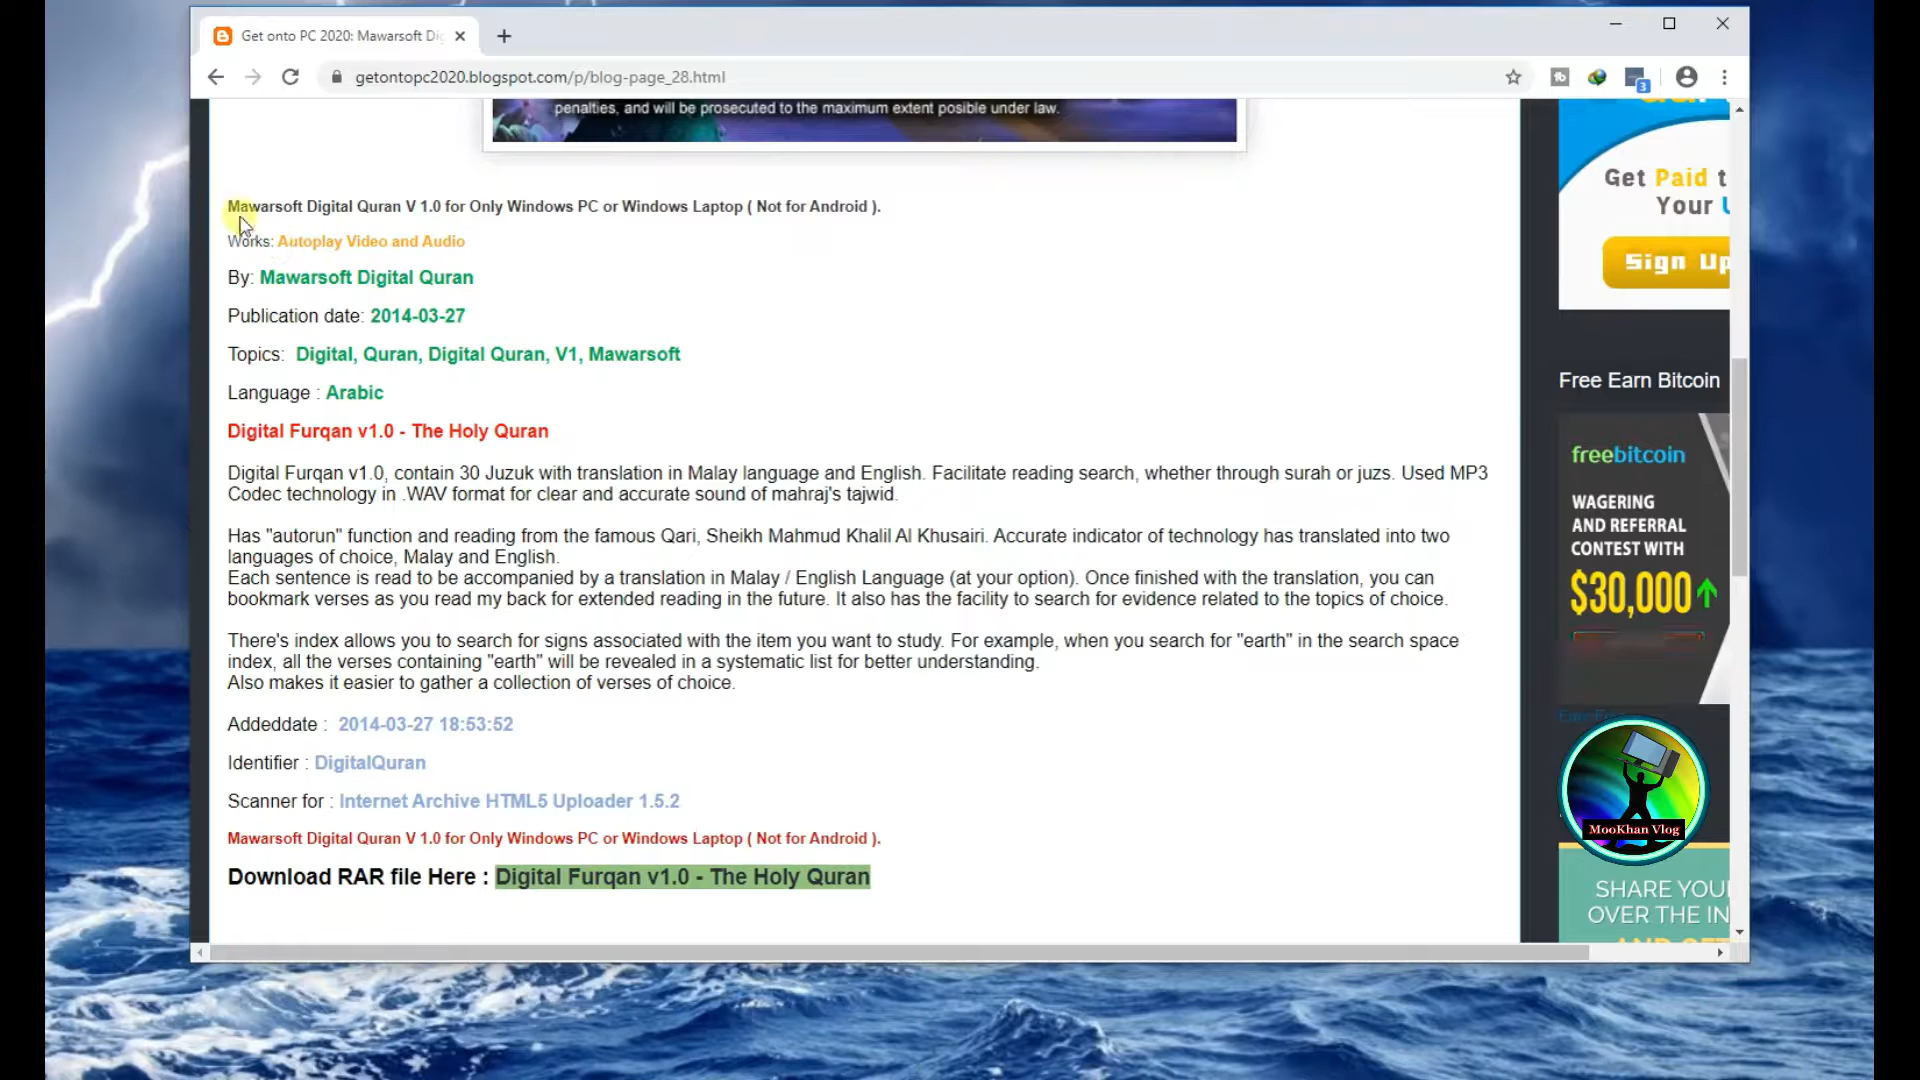 Get onto PC 2020: Mawarsoft Di
getontopc2020.blogspot.com/p/blog-page_28.html
3
penalties, and will be prosecuted to the maximum extent posible under law.
Mawarsoft Digital Quran V 1.0 for Only Windows PC or Windows Laptop ( Not for Android ).
Works: Autoplay Video and Audio
By: Mawarsoft Digital Quran
Publication date: 2014-03-27
Topics:  Digital, Quran, Digital Quran, V1, Mawarsoft
Language : Arabic
Digital Furqan v1.0 - The Holy Quran
Digital Furqan v1.0, contain 30 Juzuk with translation in Malay language and English. Facilitate reading search, whether through surah or juzs. Used MP3
Codec technology in .WAV format for clear and accurate sound of mahraj's tajwid.
Has "autorun" function and reading from the famous Qari, Sheikh Mahmud Khalil Al Khusairi. Accurate indicator of technology has translated into two
languages of choice, Malay and English.
Each sentence is read to be accompanied by a translation in Malay / English Language (at your option). Once finished with the translation, you can
bookmark verses as you read my back for extended reading in the future. It also has the facility to search for evidence related to the topics of choice.
There's index allows you to search for signs associated with the item you want to study. For example, when you search for "earth" in the search space
index, all the verses containing "earth" will be revealed in a systematic list for better understanding.
Also makes it easier to gather a collection of verses of choice.
Addeddate :  2014-03-27 18:53:52
Identifier : DigitalQuran
Scanner for : Internet Archive HTML5 Uploader 1.5.2
Mawarsoft Digital Quran V 1.0 for Only Windows PC or Windows Laptop ( Not for Android ).
Download RAR file Here : Digital Furqan v1.0 - The Holy Quran
Get Paid t
Your
Sign Up
Free Earn Bitcoin
freebitcoin
WAGERING
AND REFERRAL
CONTEST WITH
$30,000
MooKhan Vlog
SHARE YOU
OVER THE IN